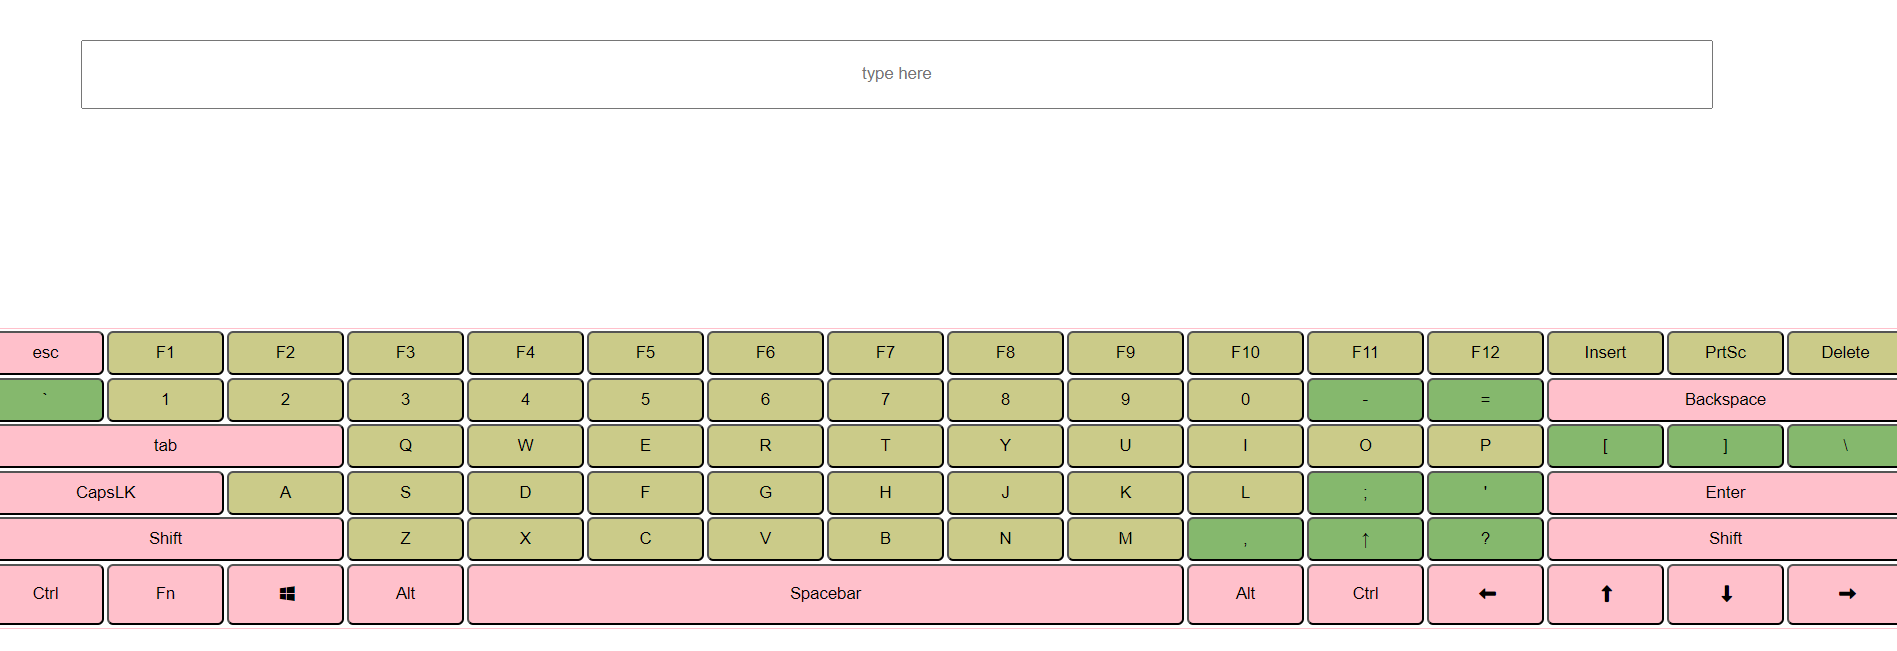 type here
esc F1 F2 F3 F4 F5 F6 F7 F8 F9 F10 F11 F12 Insert PrtSc Delete
` 1 2 3 4 5 6 7 8 9 0 - = Backspace
tab Q W E R T Y U I O P [ ] \
CapsLK A S D F G H J K L ; ' Enter
Shift Z X C V B N M , ↑ ? Shift
Ctrl Fn Alt Spacebar Alt Ctrl ← ↑ ↓ →